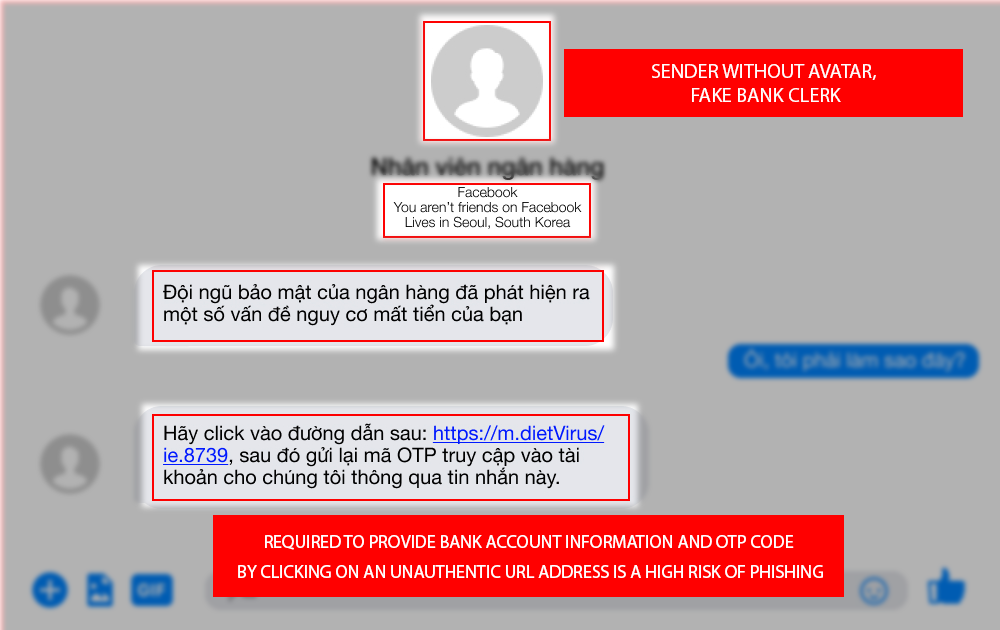 SENDER WITHOUT AVATAR,
FAKE BANK CLERK
Nhân viên ngân hàng
Facebook
You aren't friends on Facebook
Lives in Seoul, South Korea
Đội ngũ bảo mật của ngân hàng đã phát hiện ra
một số vấn đề nguy cơ mất tiền của bạn
Ôi, tôi phải làm sao đây?
Hãy click vào đường dẫn sau: https://m.dietVirus/
ie.8739, sau đó gửi lại mã OTP truy cập vào tài
khoản cho chúng tôi thông qua tin nhắn này.
REQUIRED TO PROVIDE BANK ACCOUNT INFORMATION AND OTP CODE
BY CLICKING ON AN UNAUTHENTIC URL ADDRESS IS A HIGH RISK OF PHISHING
GIF